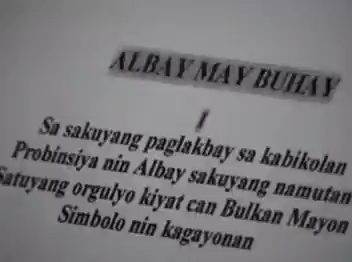 ALBAY MAY BUHAY
I
Sa sakuyang paglakbay sa kabikolan
Probinsiya nin Albay sakuyang namutan
Satuyang orgulyo kiyat can Bulkan Mayon
Simbolo nin kagayonan